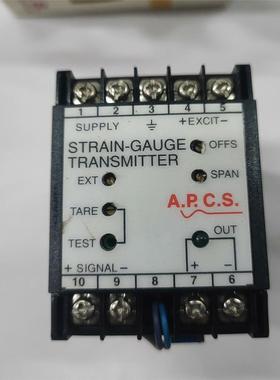 1 2 3 4 5
SUPPLY +EXCIT-
STRAIN-GAUGE OFFS
TRANSMITTER
EXT SPAN
TARE A.P.C.S.
TEST OUT
+ SIGNAL- + -
10 9 8 7 6